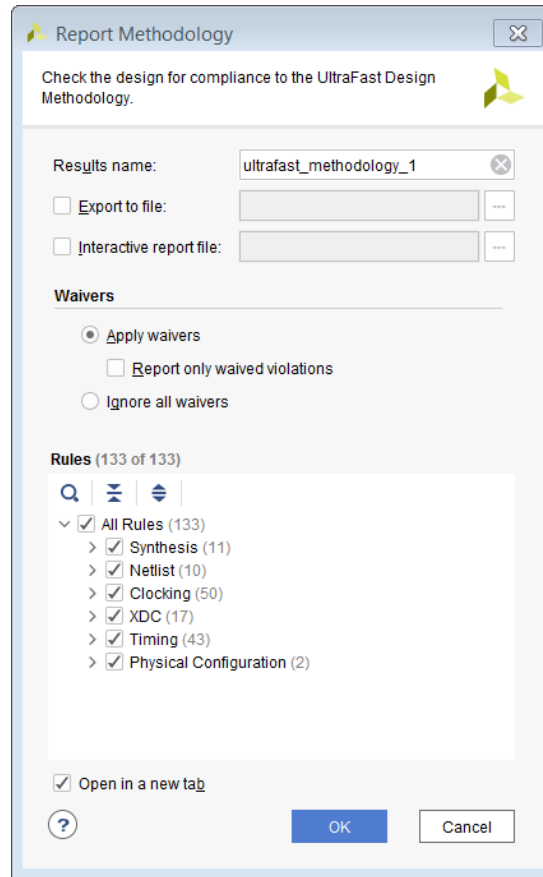 Report Methodology
Check the design for compliance to the UltraFast Design
Methodology.
Results name: ultrafast_methodology_1
Export to file: ...
Interactive report file: ...
Waivers
Apply waivers
Report only waived violations
Ignore all waivers
Rules (133 of 133)
All Rules (133)
Synthesis (11)
Netlist (10)
Clocking (50)
XDC (17)
Timing (43)
Physical Configuration (2)
Open in a new tab
? OK Cancel